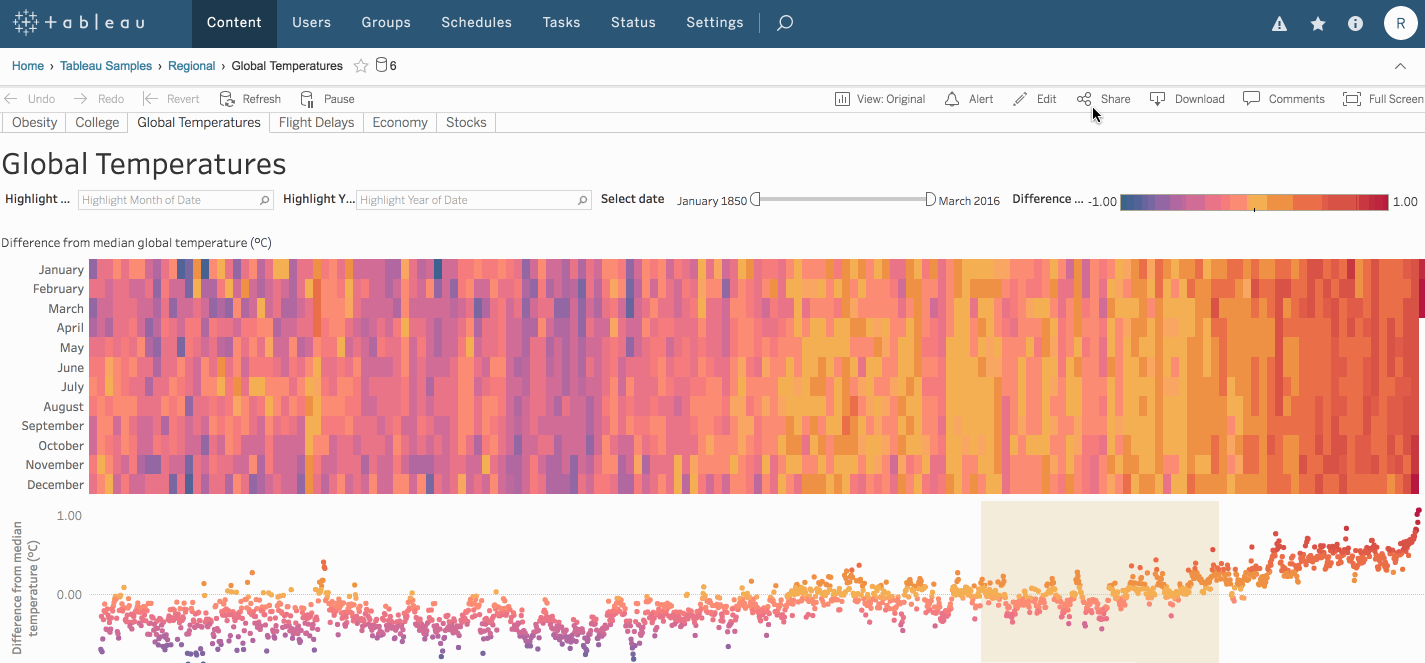 tableau Content Users Groups Schedules Tasks Status Settings R
Home › Tableau Samples › Regional › Global Temperatures 6
Undo Redo Revert Refresh Pause View: Original Alert Edit Share Download Comments Full Screen
Obesity College Global Temperatures Flight Delays Economy Stocks
Global Temperatures
Highlight ... Highlight Month of Date Highlight Y... Highlight Year of Date Select date January 1850 March 2016 Difference ... -1.00 1.00
Difference from median global temperature (ºC)
January
February
March
April
May
June
July
August
September
October
November
December
Difference from median
temperature (ºC)
1.00
0.00